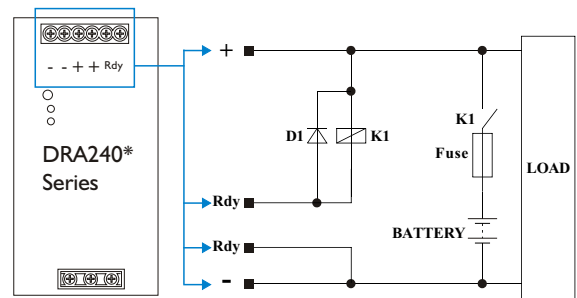 - - + + Rdy
DRA240*
Series
+
D1
K1
Rdy
Rdy
-
K1
Fuse
BATTERY
LOAD